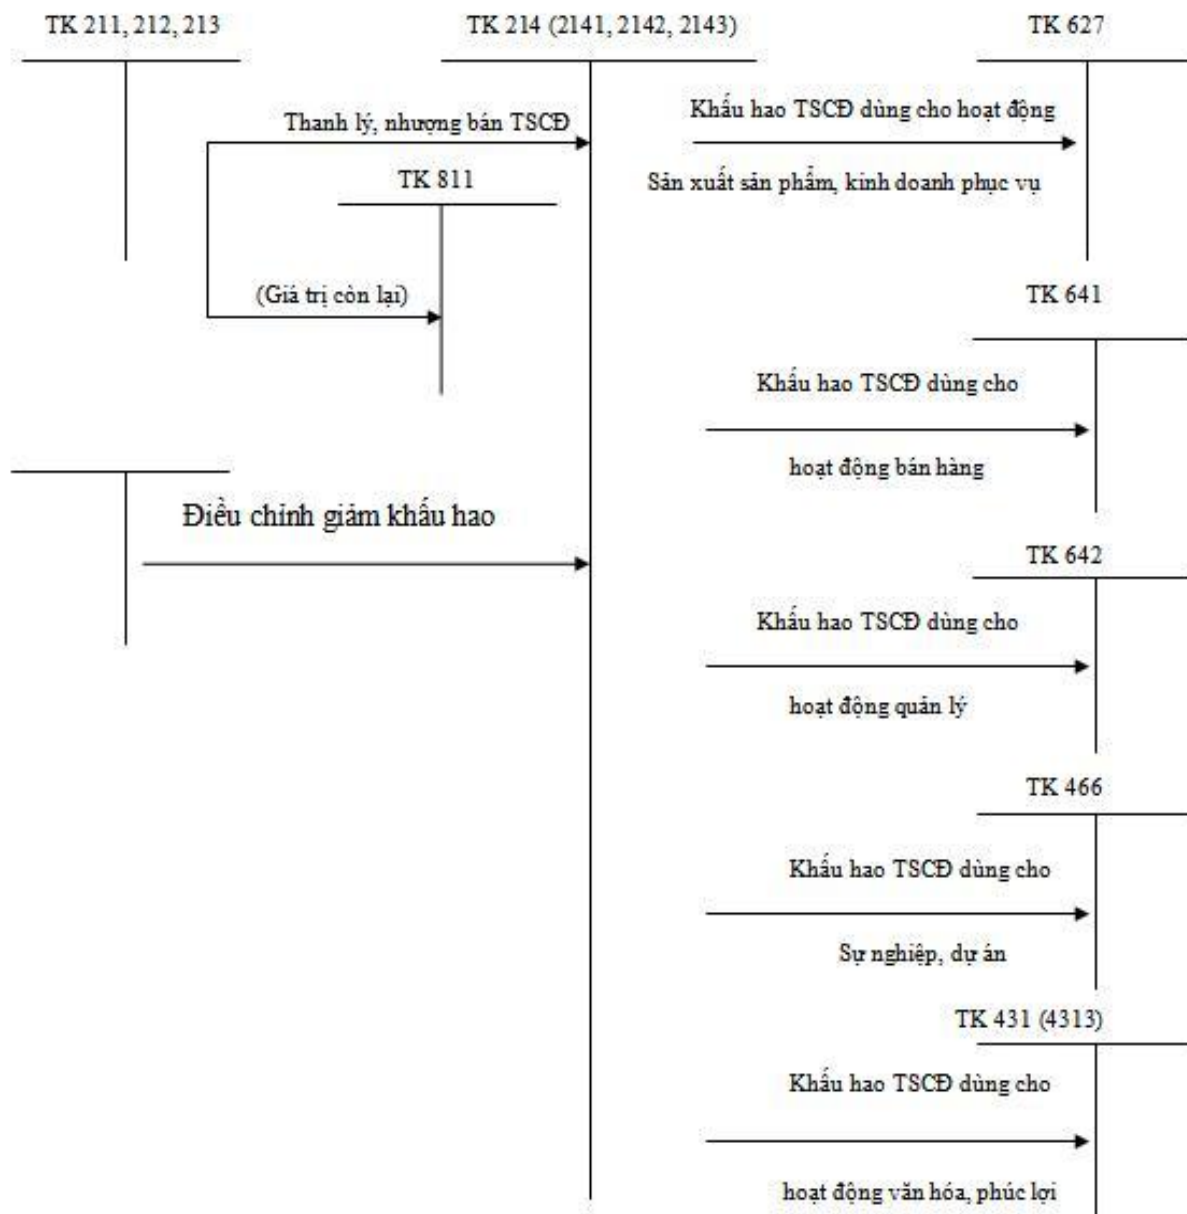 TK 211, 212, 213
TK 214 (2141, 2142, 2143)
TK 627
Thanh lý, nhượng bán TSCĐ
Khấu hao TSCĐ dùng cho hoạt động
TK 811
Sản xuất sản phẩm, kinh doanh phục vụ
(Giá trị còn lại)
TK 641
Khấu hao TSCĐ dùng cho
hoạt động bán hàng
Điều chỉnh giảm khấu hao
TK 642
Khấu hao TSCĐ dùng cho
hoạt động quản lý
TK 466
Khấu hao TSCĐ dùng cho
Sự nghiệp, dự án
TK 431 (4313)
Khấu hao TSCĐ dùng cho
hoạt động văn hóa, phúc lợi